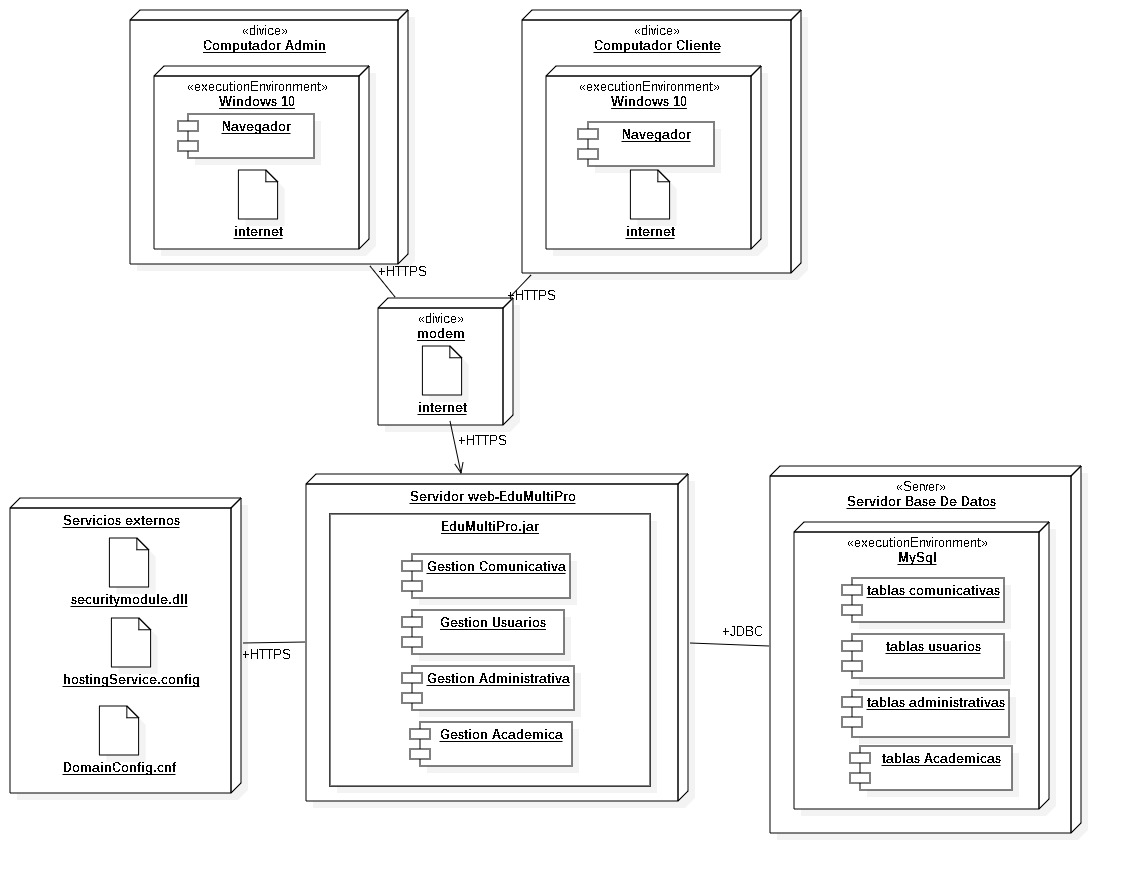 «divice»
Computador Admin
«executionEnvironment»
Windows 10
Navegador
internet
«divice»
Computador Cliente
«executionEnvironment»
Windows 10
Navegador
internet
+HTTPS
+HTTPS
«divice»
modem
internet
+HTTPS
Servicios externos
securitymodule.dll
hostingService.config
DomainConfig.cnf
+HTTPS
Servidor web-EduMultiPro
EduMultiPro.jar
Gestion Comunicativa
Gestion Usuarios
Gestion Administrativa
Gestion Academica
+JDBC
«Server»
Servidor Base De Datos
«executionEnvironment»
MySql
tablas comunicativas
tablas usuarios
tablas administrativas
tablas Academicas